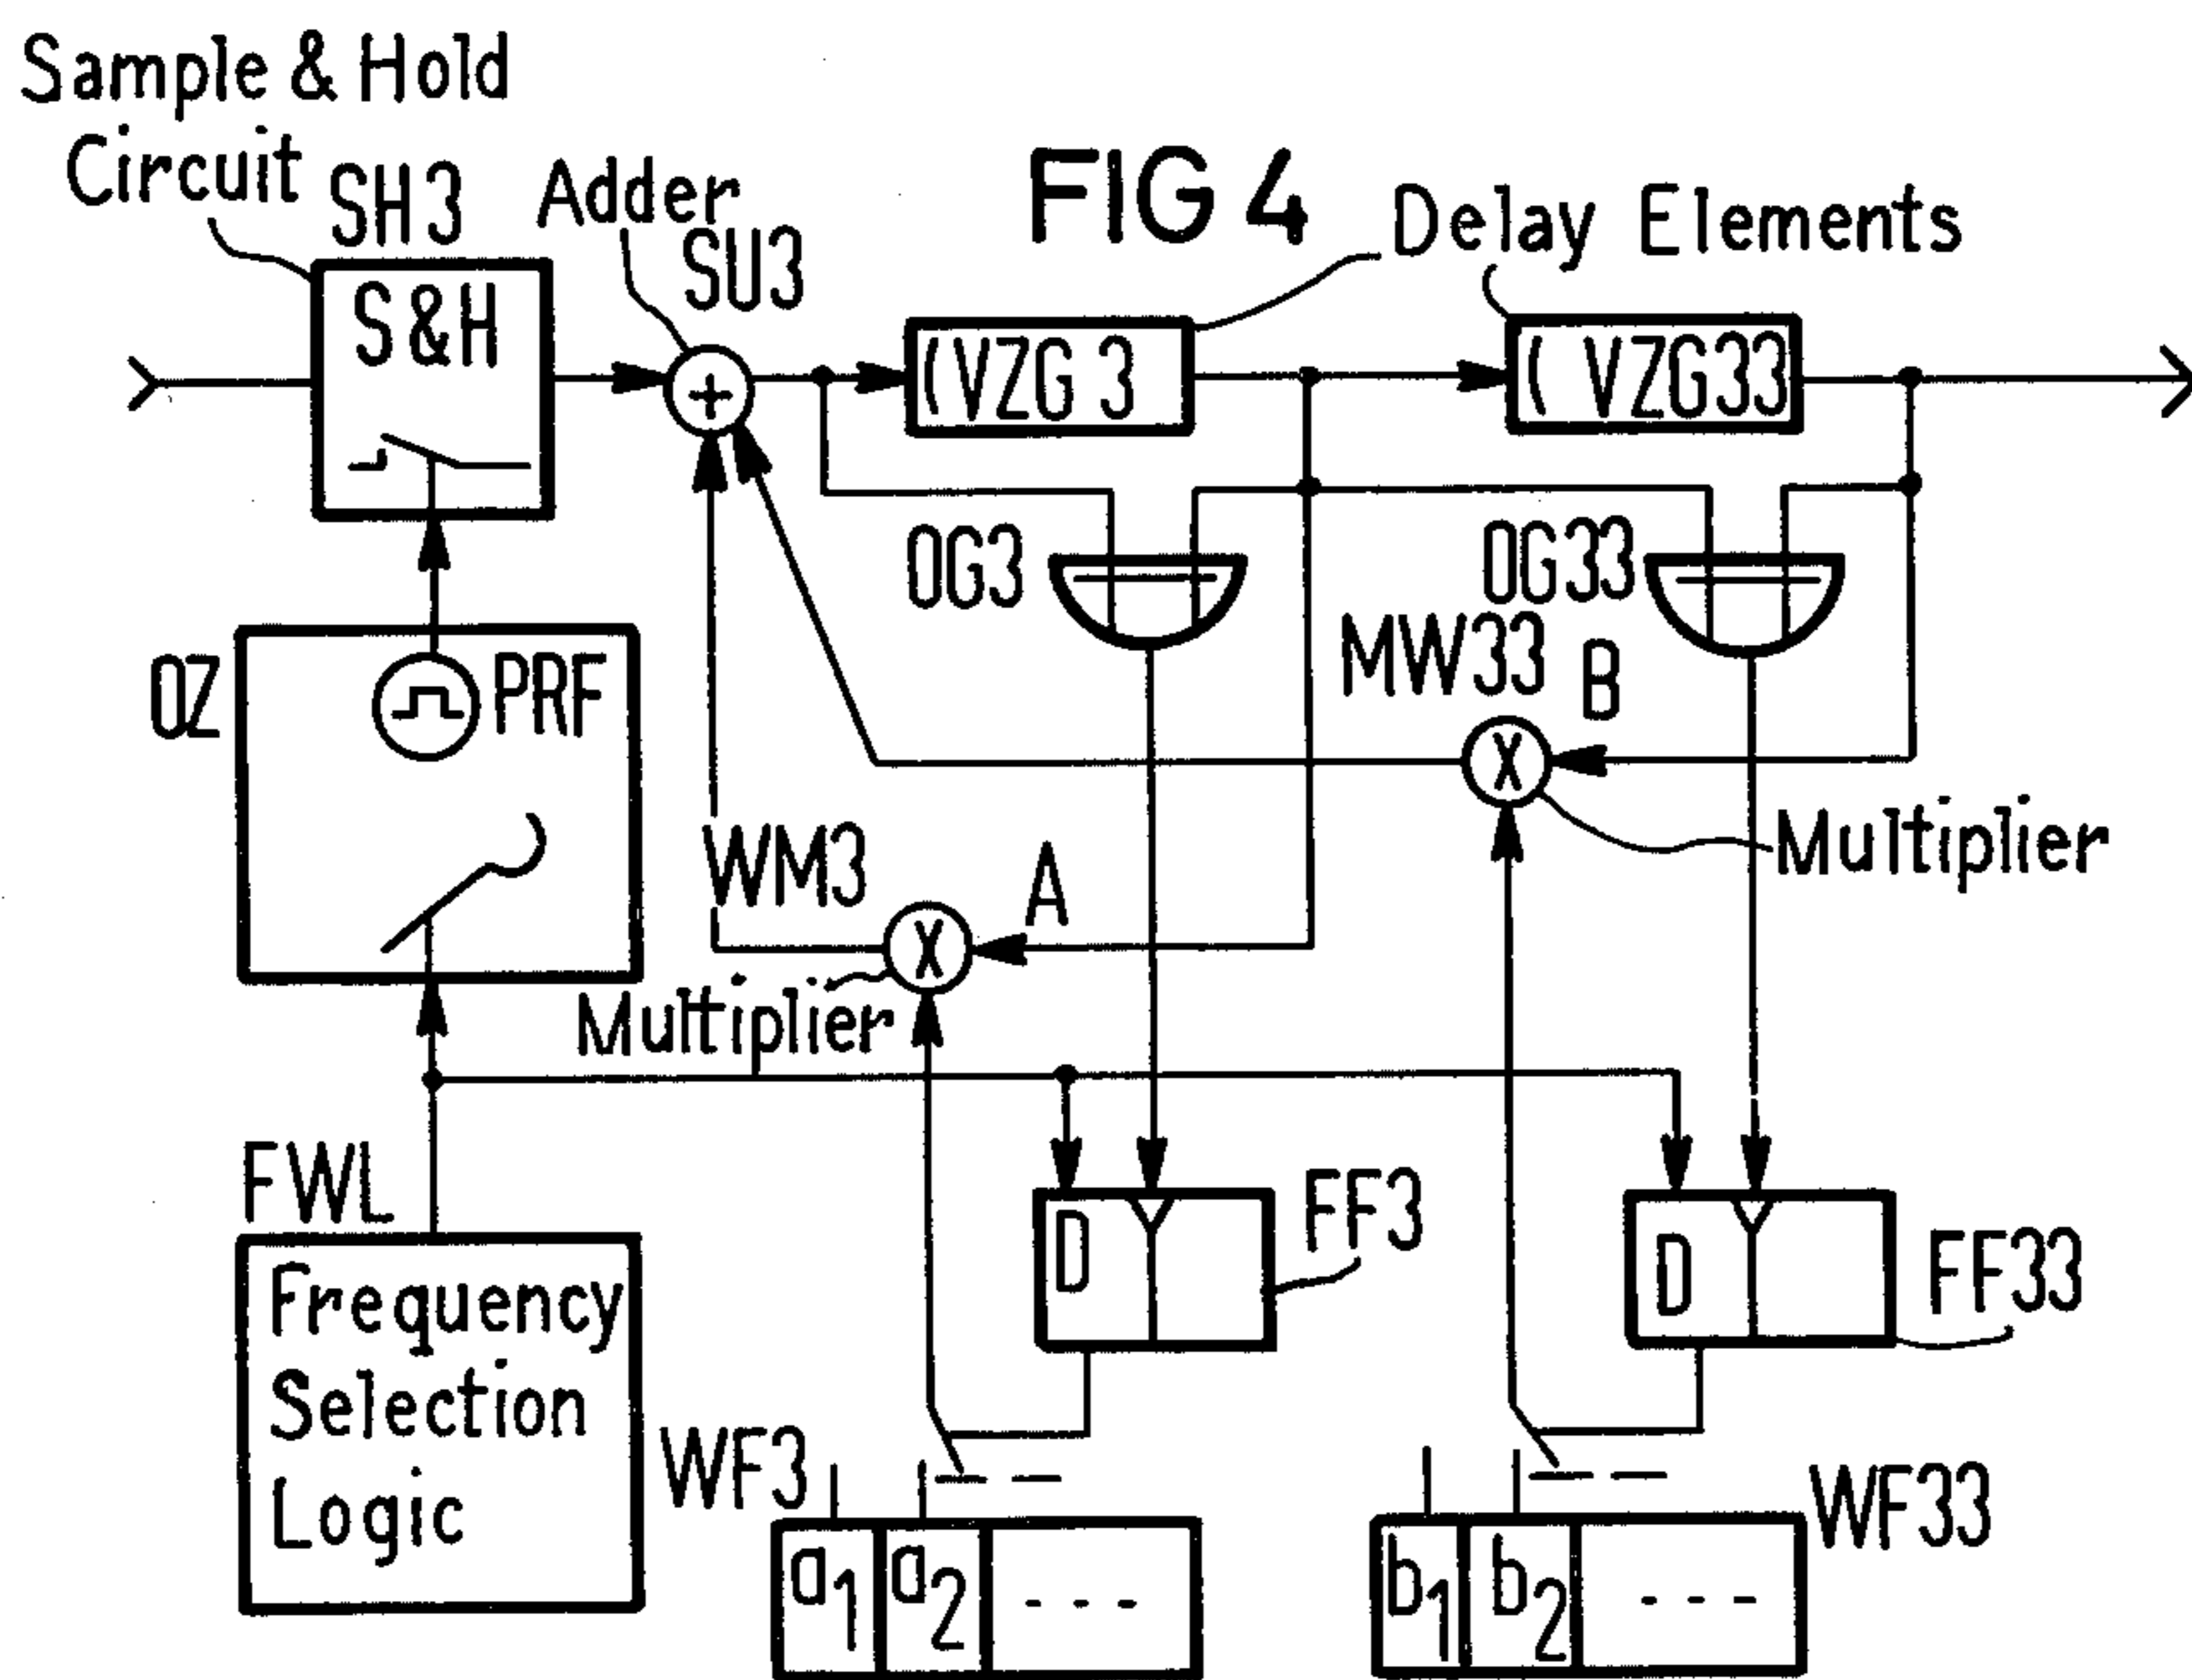 Sample & Hold
Circuit
SH3
S&H
Adder
SU3
FIG 4
Delay Elements
(VZG 3
( VZG33
OG3
OG33
OZ
PRF
MW33
B
X
Multiplier
WM3
A
X
Multiplier
FWL
Frequency
Selection
Logic
D
FF3
D
FF33
WF3
a1
a2
- - -
WF33
b1
b2
- - -